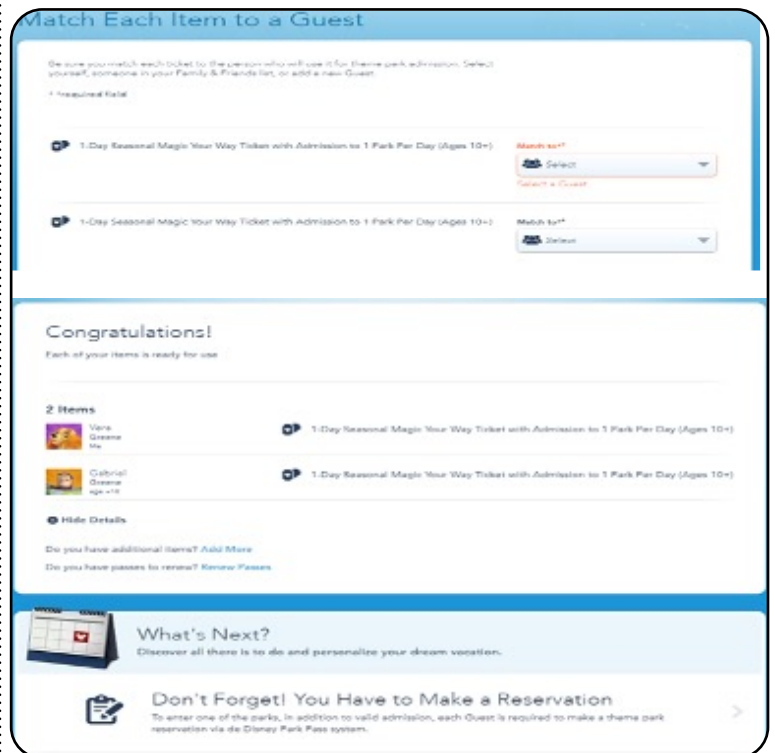 Match Each Item to a Guest
Be sure you match each ticket to the person who will use it for theme park admission. Select
yourself, someone in your Family & Friends list, or add a new Guest.
* required field
1-Day Seasonal Magic Your Way Ticket with Admission to 1 Park Per Day (Ages 10+)
Match to:*
Select
Select a Guest
1-Day Seasonal Magic Your Way Ticket with Admission to 1 Park Per Day (Ages 10+)
Match to:*
Select
Congratulations!
Each of your items is ready for use
2 Items
Vera
Greene
Me
1-Day Seasonal Magic Your Way Ticket with Admission to 1 Park Per Day (Ages 10+)
Gabriel
Greene
age +18
1-Day Seasonal Magic Your Way Ticket with Admission to 1 Park Per Day (Ages 10+)
Hide Details
Do you have additional items? Add More
Do you have passes to renew? Renew Passes
What's Next?
Discover all there is to do and personalize your dream vacation.
Don't Forget! You Have to Make a Reservation
To enter one of the parks, in addition to valid admission, each Guest is required to make a theme park
reservation via de Disney Park Pass system.